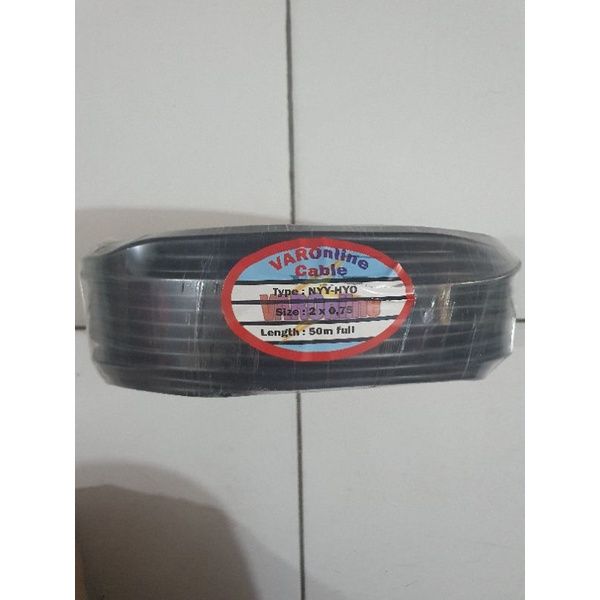 VAROnline
Cable
Type : NYY-HYO
Size : 2 x 0,75
Length : 50m full